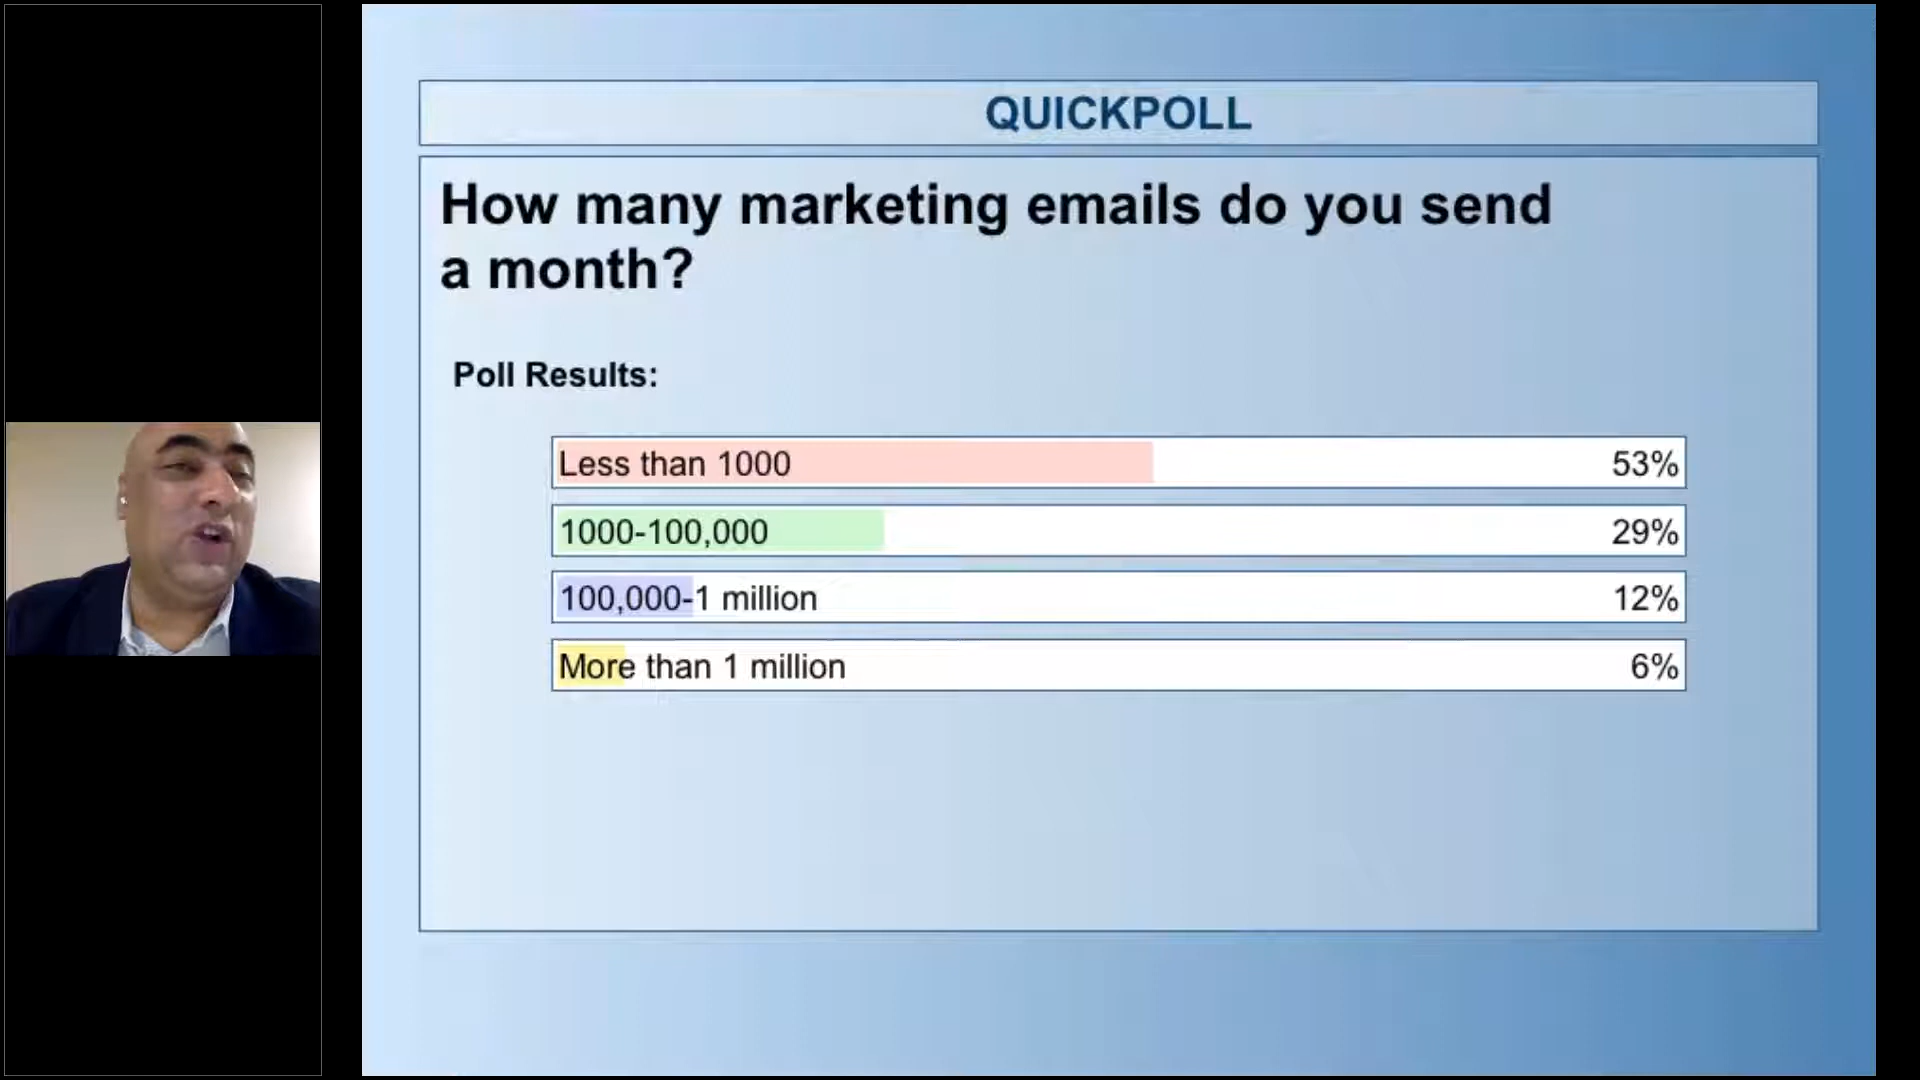 QUICKPOLL
How many marketing emails do you send
a month?
Poll Results:
Less than 1000 53%
1000-100,000 29%
100,000-1 million 12%
More than 1 million 6%